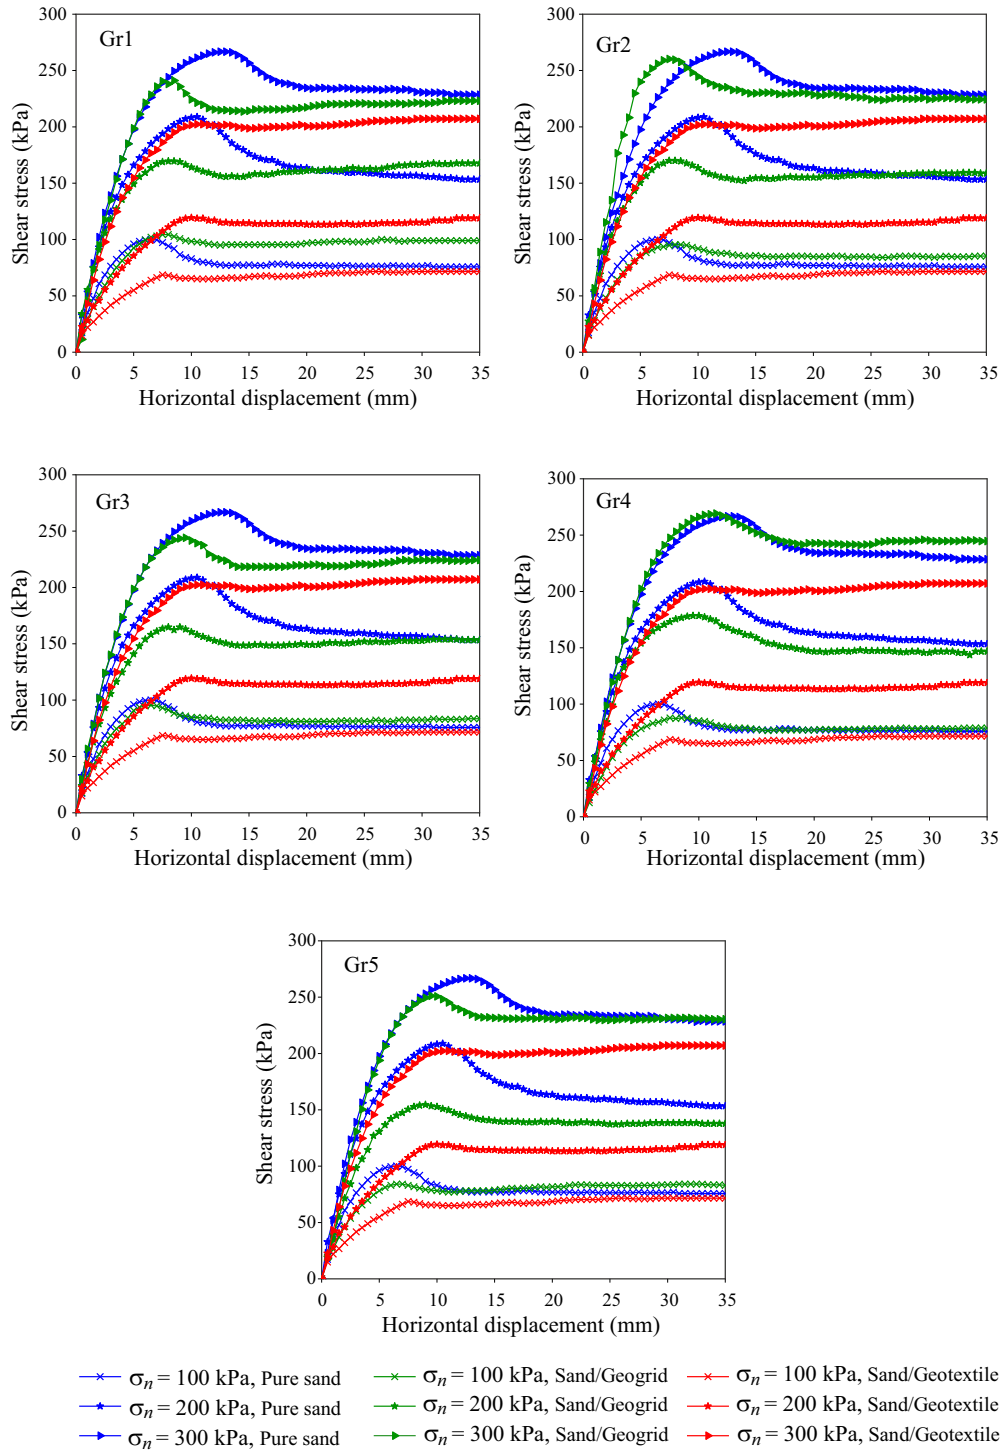 Gr1
300
250
200
150
100
50
0
Shear stress (kPa)
0 5 10 15 20 25 30 35
Horizontal displacement (mm)
Gr2
300
250
200
150
100
50
0
Shear stress (kPa)
0 5 10 15 20 25 30 35
Horizontal displacement (mm)
Gr3
300
250
200
150
100
50
0
Shear stress (kPa)
0 5 10 15 20 25 30 35
Horizontal displacement (mm)
Gr4
300
250
200
150
100
50
0
Shear stress (kPa)
0 5 10 15 20 25 30 35
Horizontal displacement (mm)
Gr5
300
250
200
150
100
50
0
Shear stress (kPa)
0 5 10 15 20 25 30 35
Horizontal displacement (mm)
σn = 100 kPa, Pure sand
σn = 200 kPa, Pure sand
σn = 300 kPa, Pure sand
σn = 100 kPa, Sand/Geogrid
σn = 200 kPa, Sand/Geogrid
σn = 300 kPa, Sand/Geogrid
σn = 100 kPa, Sand/Geotextile
σn = 200 kPa, Sand/Geotextile
σn = 300 kPa, Sand/Geotextile